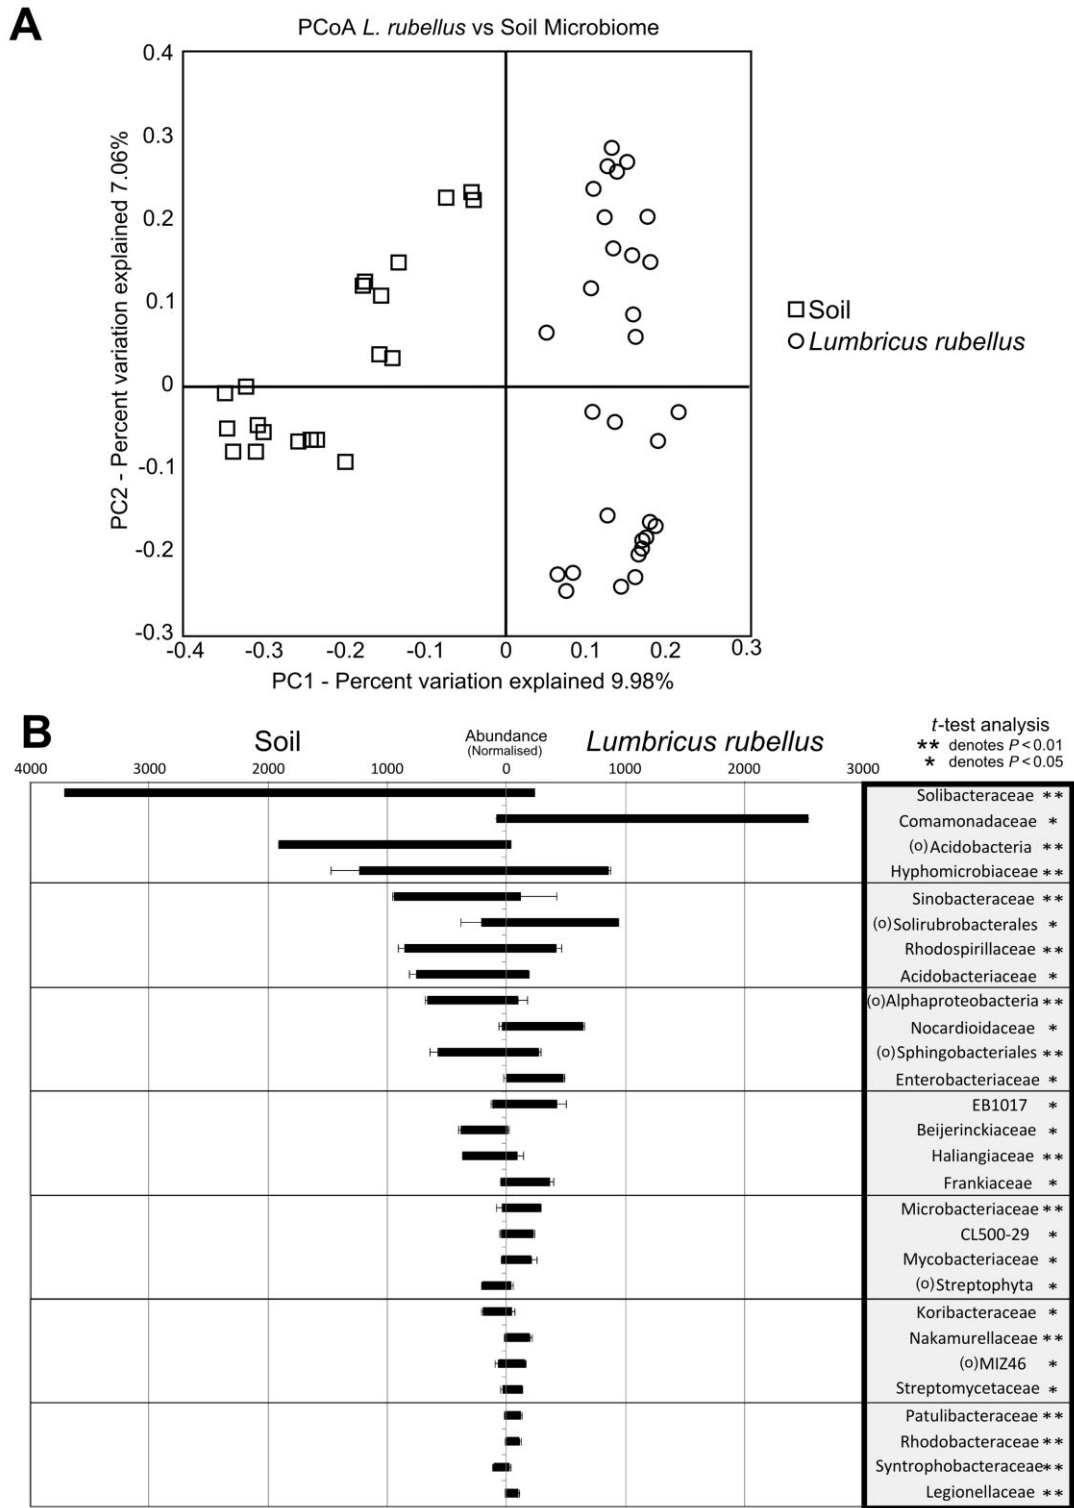 A
PCoA L. rubellus vs Soil Microbiome
0.4
0.3
0.2
0.1
0
-0.1
-0.2
-0.3
PC2 - Percent variation explained 7.06%
-0.4 -0.3 -0.2 -0.1 0 0.1 0.2 0.3
PC1 - Percent variation explained 9.98%
Soil
Lumbricus rubellus
B
Soil
Abundance
(Normalised)
Lumbricus rubellus
t-test analysis
** denotes P < 0.01
* denotes P < 0.05
4000 3000 2000 1000 0 1000 2000 3000
Solibacteraceae **
Comamonadaceae *
(o)Acidobacteria **
Hyphomicrobiaceae **
Sinobacteraceae **
(o)Solirubrobacterales *
Rhodospirillaceae **
Acidobacteriaceae *
(o)Alphaproteobacteria **
Nocardioidaceae *
(o)Sphingobacteriales **
Enterobacteriaceae *
EB1017 *
Beijerinckiaceae *
Haliangiaceae **
Frankiaceae *
Microbacteriaceae **
CL500-29 *
Mycobacteriaceae *
(o)Streptophyta *
Koribacteraceae *
Nakamurellaceae **
(o)MIZ46 *
Streptomycetaceae *
Patulibacteraceae **
Rhodobacteraceae **
Syntrophobacteraceae **
Legionellaceae **